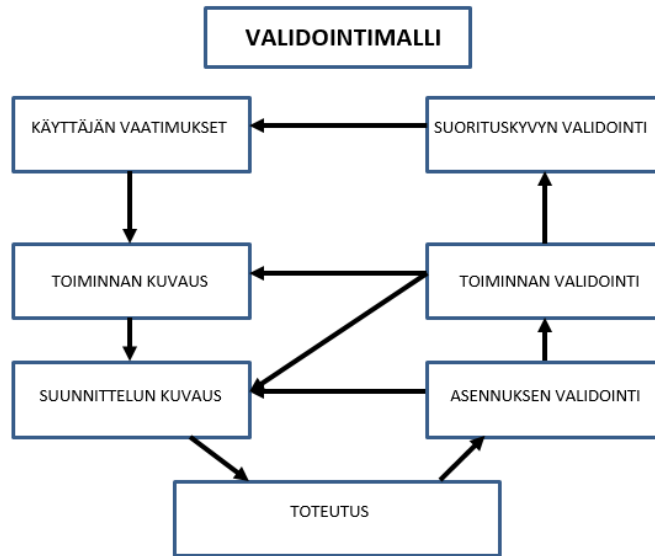 VALIDOINTIMALLI
KÄYTTÄJÄN VAATIMUKSET
SUORITUSKYVYN VALIDOINTI
TOIMINNAN KUVAUS
TOIMINNAN VALIDOINTI
SUUNNITTELUN KUVAUS
ASENNUKSEN VALIDOINTI
TOTEUTUS